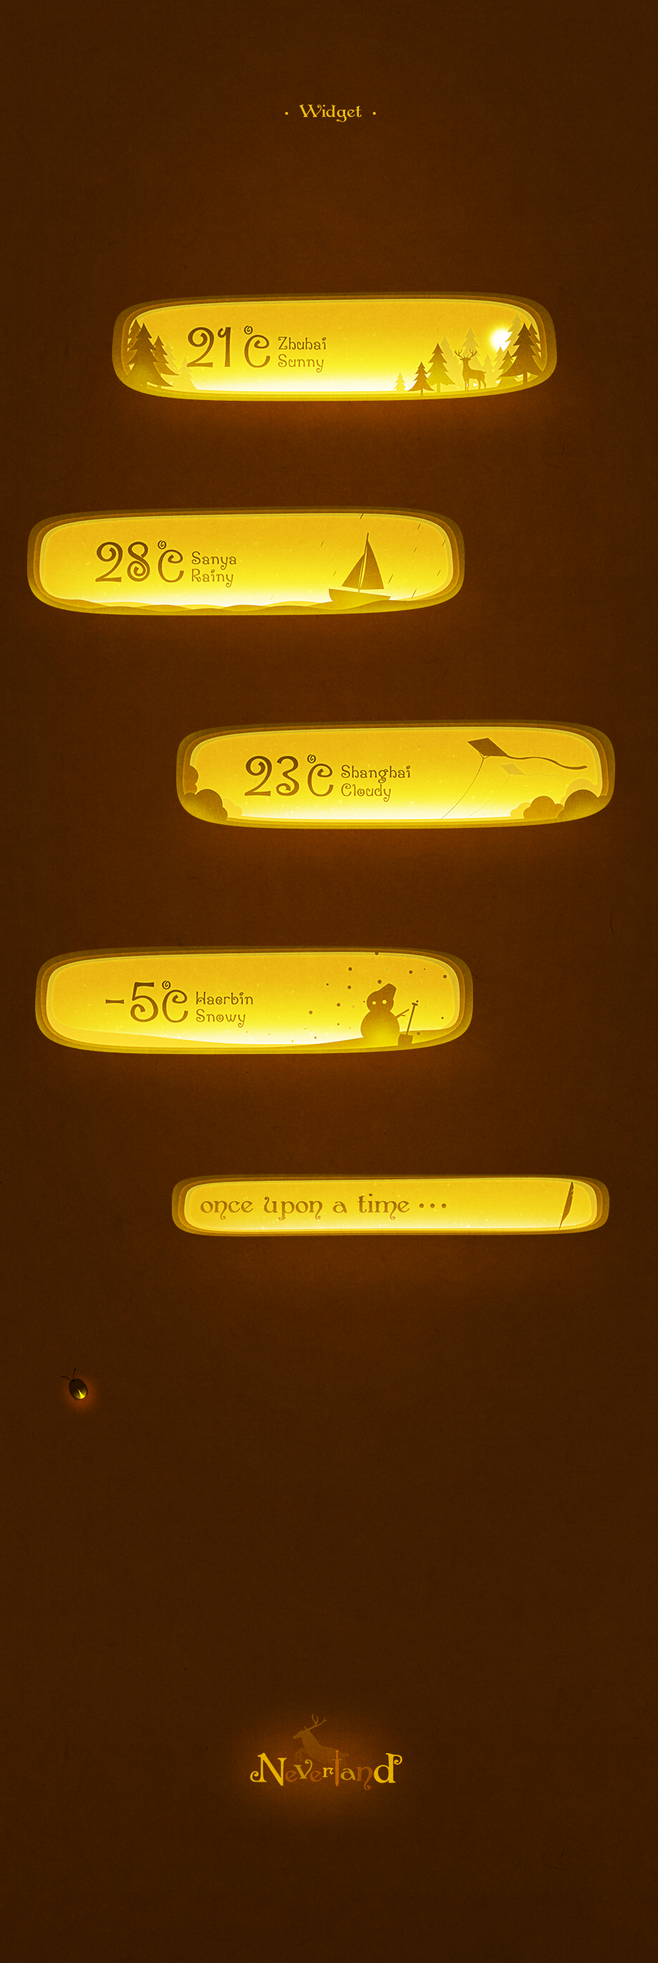 · Widget ·
21°C
Zhuhai
Sunny
28°C
Sanya
Rainy
23°C
Shanghai
Cloudy
-5°C
Haerbin
Snowy
once upon a time •••
Neverland